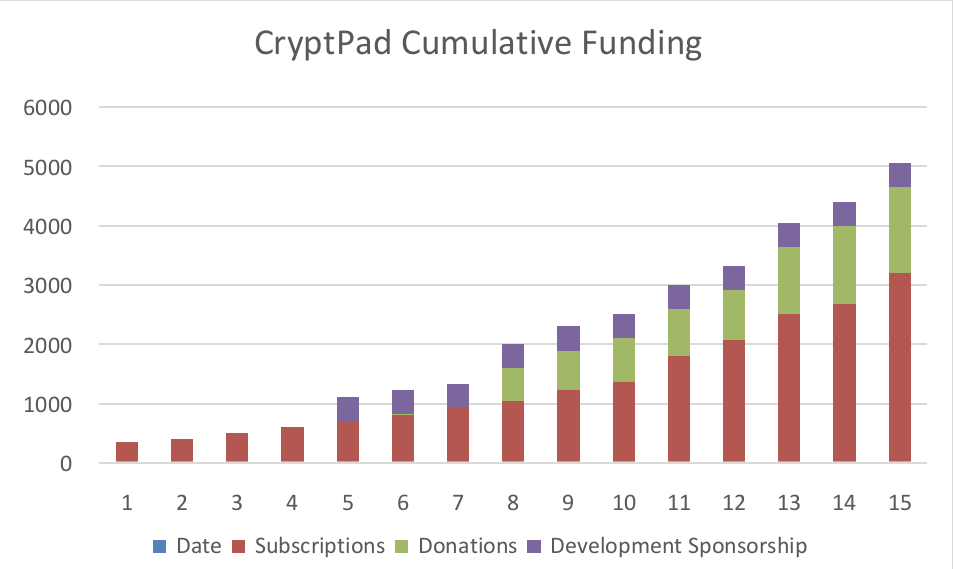 CryptPad Cumulative Funding
6000
5000
4000
3000
2000
1000
0
1 2 3 4 5 6 7 8 9 10 11 12 13 14 15
Date Subscriptions Donations Development Sponsorship